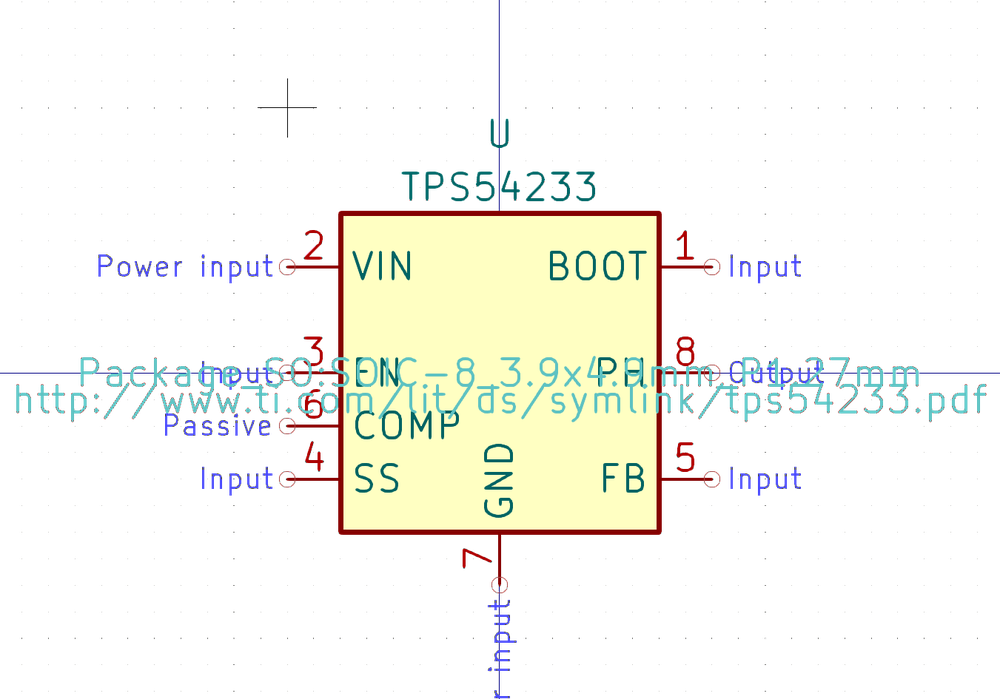 U
TPS54233
Power input 2 VIN BOOT 1 Input
Input 3 EN PH 8 Output
Package_SO:SOIC-8_3.9x4.9mm_P1.27mm
http://www.ti.com/lit/ds/symlink/tps54233.pdf
Passive 6 COMP
Input 4 SS GND FB 5 Input
7
r input